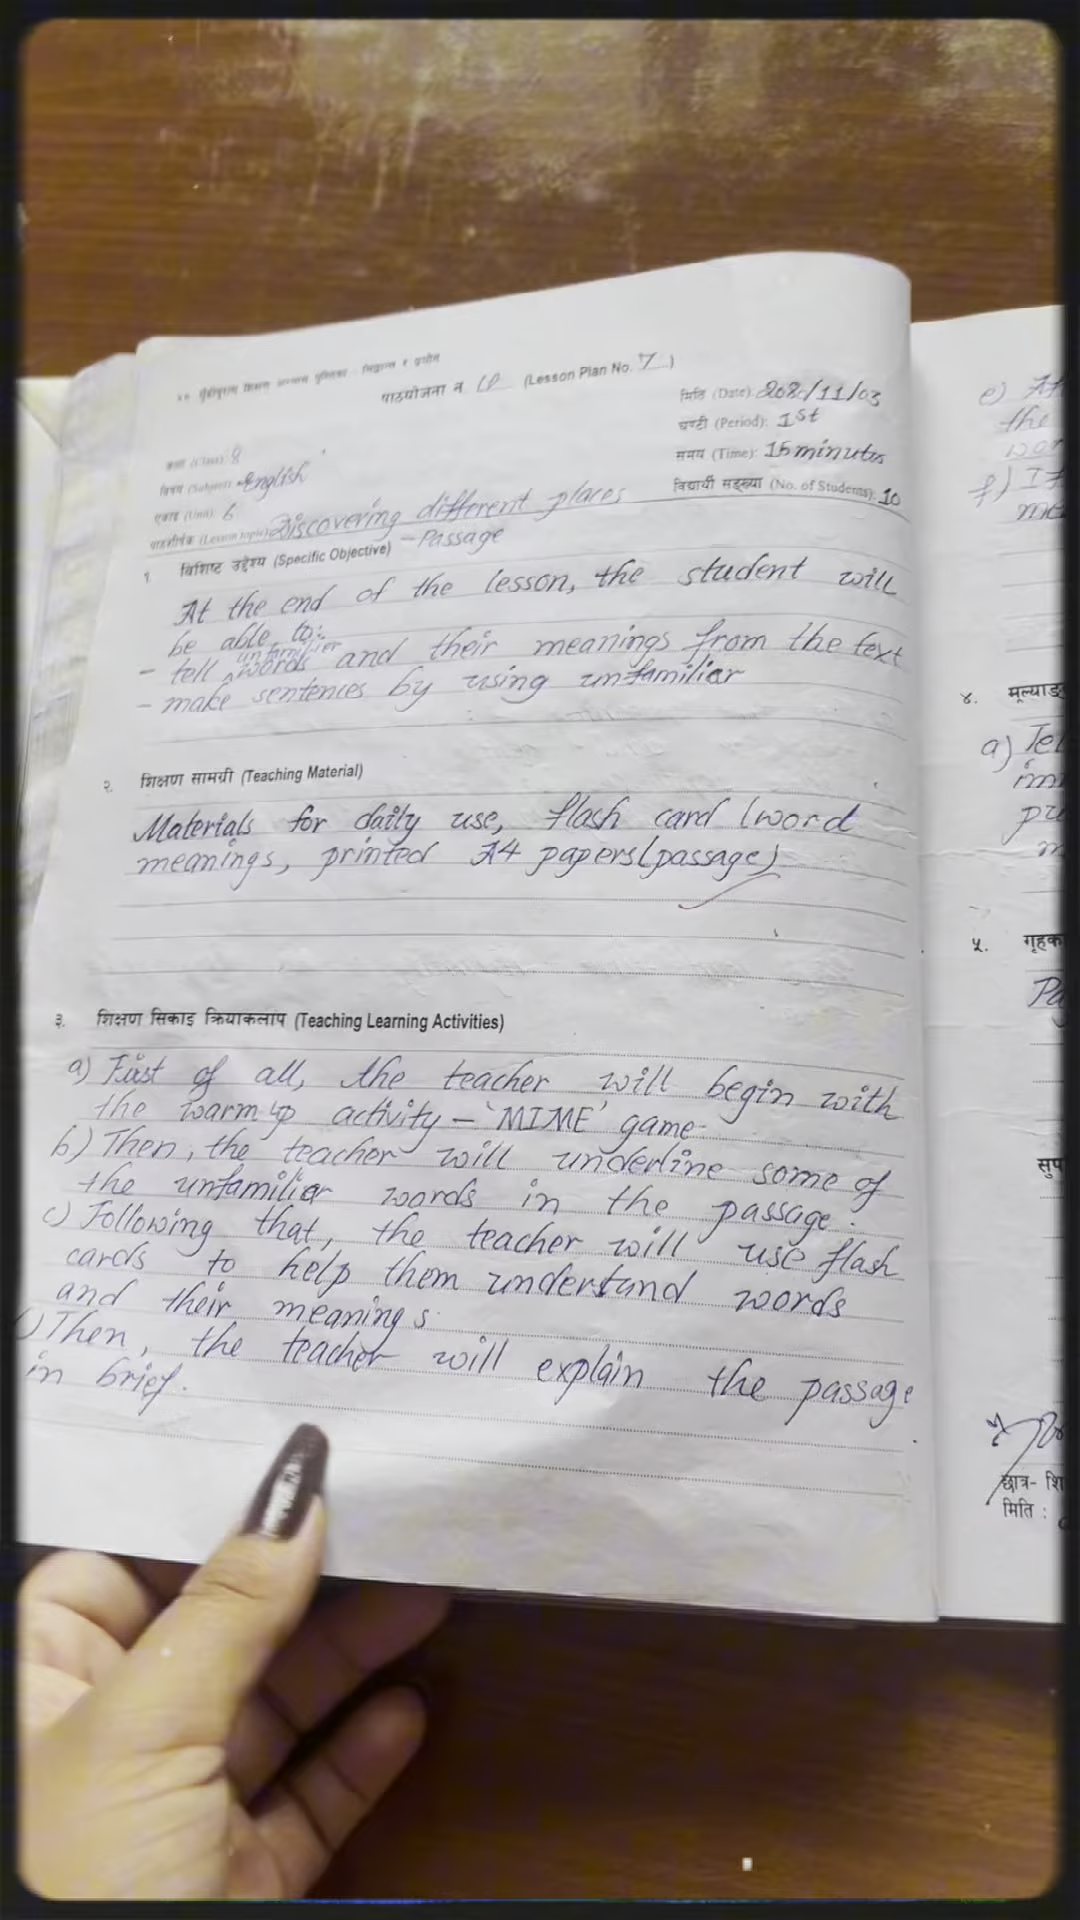 पाठयोजना न. (Lesson Plan No. 7)
मिति (Date): 2080/11/03
घण्टी (Period): 1st
कक्षा (Class): 8
समय (Time): 15 minutes
विषय (Subject): English
विद्यार्थी सङ्ख्या (No. of Students): 10
एकाइ (Unit): 6
पाठशीर्षक (Lesson topic): Discovering different places
- Passage
१. विशिष्ट उद्देश्य (Specific Objective)
At the end of the lesson, the student will
be able to:
unfamilier
- tell words and their meanings from the text
- make sentences by using unfamiliar
२. शिक्षण सामग्री (Teaching Material)
Materials for daily use, flash card (word
meanings, printed A4 papers(passage)
३. शिक्षण सिकाइ क्रियाकलाप (Teaching Learning Activities)
a) First of all, the teacher will begin with
the warm up activity - 'MIME' game
b) Then, the teacher will underline some of
the unfamiliar words in the passage.
c) Following that, the teacher will use flash
cards to help them understand words
and their meanings
Then, the teacher will explain the passage
in brief.
e)
the
f)
४.
a)
५.
छात्र-
मिति :